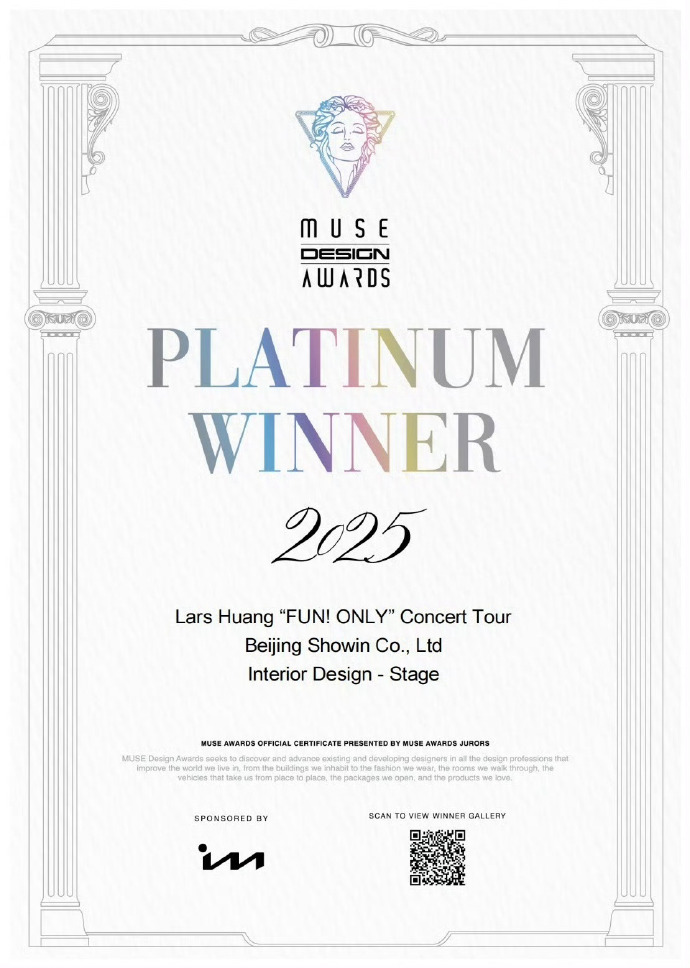 MUSE
DESIGN
AWARDS
PLATINUM
WINNER
2025
Lars Huang “FUN! ONLY” Concert Tour
Beijing Showin Co., Ltd
Interior Design - Stage
MUSE AWARDS OFFICIAL CERTIFICATE PRESENTED BY MUSE AWARDS JURORS
MUSE Design Awards seeks to discover and advance existing and developing designers in all the design professions that
improve the world we live in, from the buildings we inhabit to the fashion we wear, the rooms we walk through, the
vehicles that take us from place to place, the packages we open, and the products we love.
SPONSORED BY
SCAN TO VIEW WINNER GALLERY